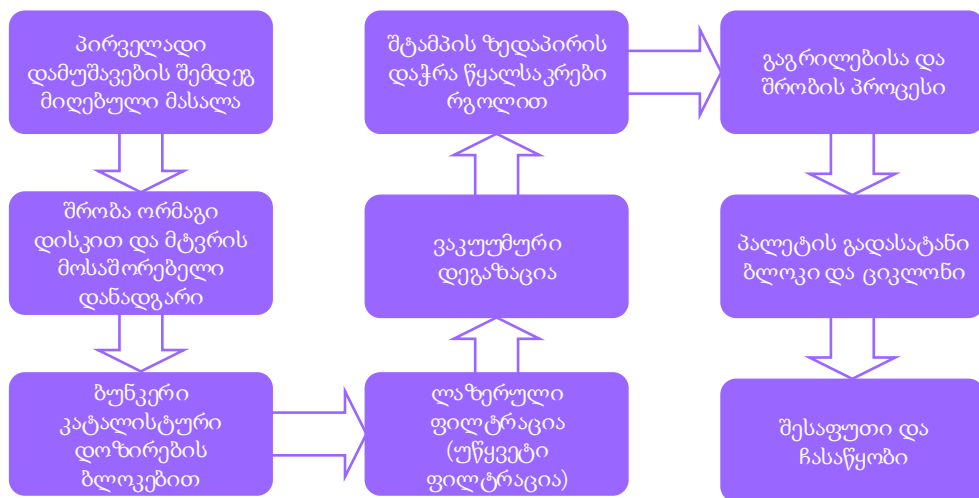 პირველადი
დამუშავების შემდეგ
მიღებული მასალა
შრობა ორმაგი
დისკით და მტვრის
მოსაშორებელი
დანადგარი
ბუნკერი
კატალისტური
დოზირების
ბლოკებით
ლაზერული
ფილტრაცია
(უწყვეტი
ფილტრაცია)
ვაკუუმური
დეგაზაცია
შტამპის ზედაპირის
დაჭრა წყალსაკრები
რგოლით
გაგრილებისა და
შრობის პროცესი
პალეტის გადასატანი
ბლოკი და ციკლონი
შესაფუთი და
ჩასაწყობი